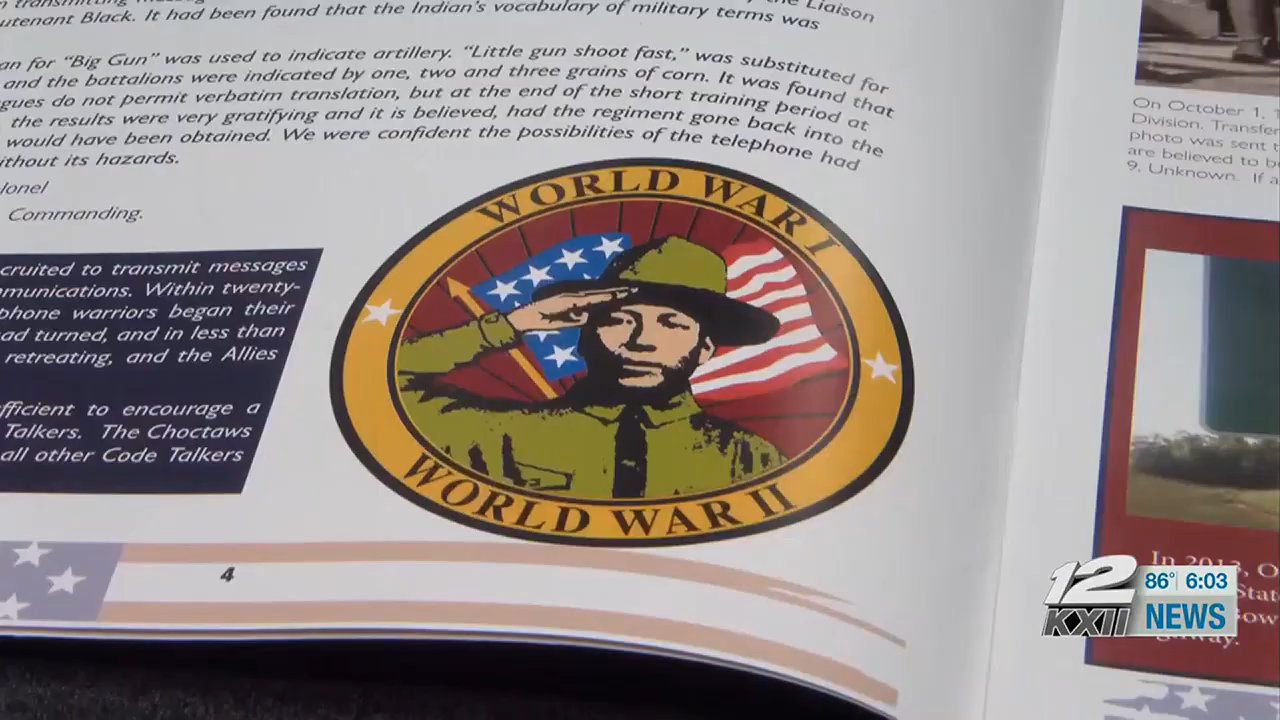 utenant Black. It had been found that the Indian's vocabulary of military terms was
Liaison
an for "Big Gun" was used to indicate artillery. "Little gun shoot fast," was substituted for
and the battalions were indicated by one, two and three grains of corn. It was found that
gues do not permit verbatim translation, but at the end of the short training period at
the results were very gratifying and it is believed, had the regiment gone back into the
would have been obtained. We were confident the possibilities of the telephone had
ithout its hazards.
lonel
Commanding.
cruited to transmit messages
mmunications. Within twenty-
phone warriors began their
ad turned, and in less than
retreating, and the Allies
fficient to encourage a
Talkers. The Choctaws
all other Code Talkers
WORLD WAR I
WORLD WAR II
4
On October 1,
Division. Transfer
photo was sent t
are believed to b
9, Unknown. If a
In 2013, O
State
Bow
12
KXII
86° 6:03
NEWS